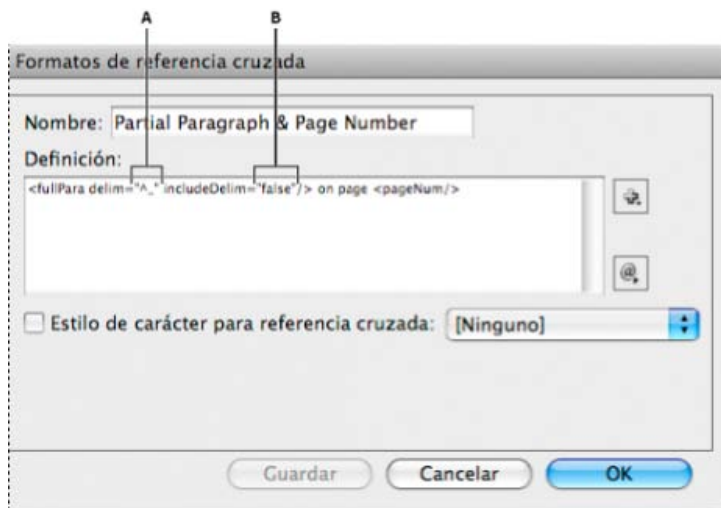 A B
Formatos de referencia cruzada
Nombre: Partial Paragraph & Page Number
Definición:
<fullPara delim="^_" includeDelim="false"/> on page <pageNum/>
Estilo de carácter para referencia cruzada: [Ninguno]
Guardar Cancelar OK